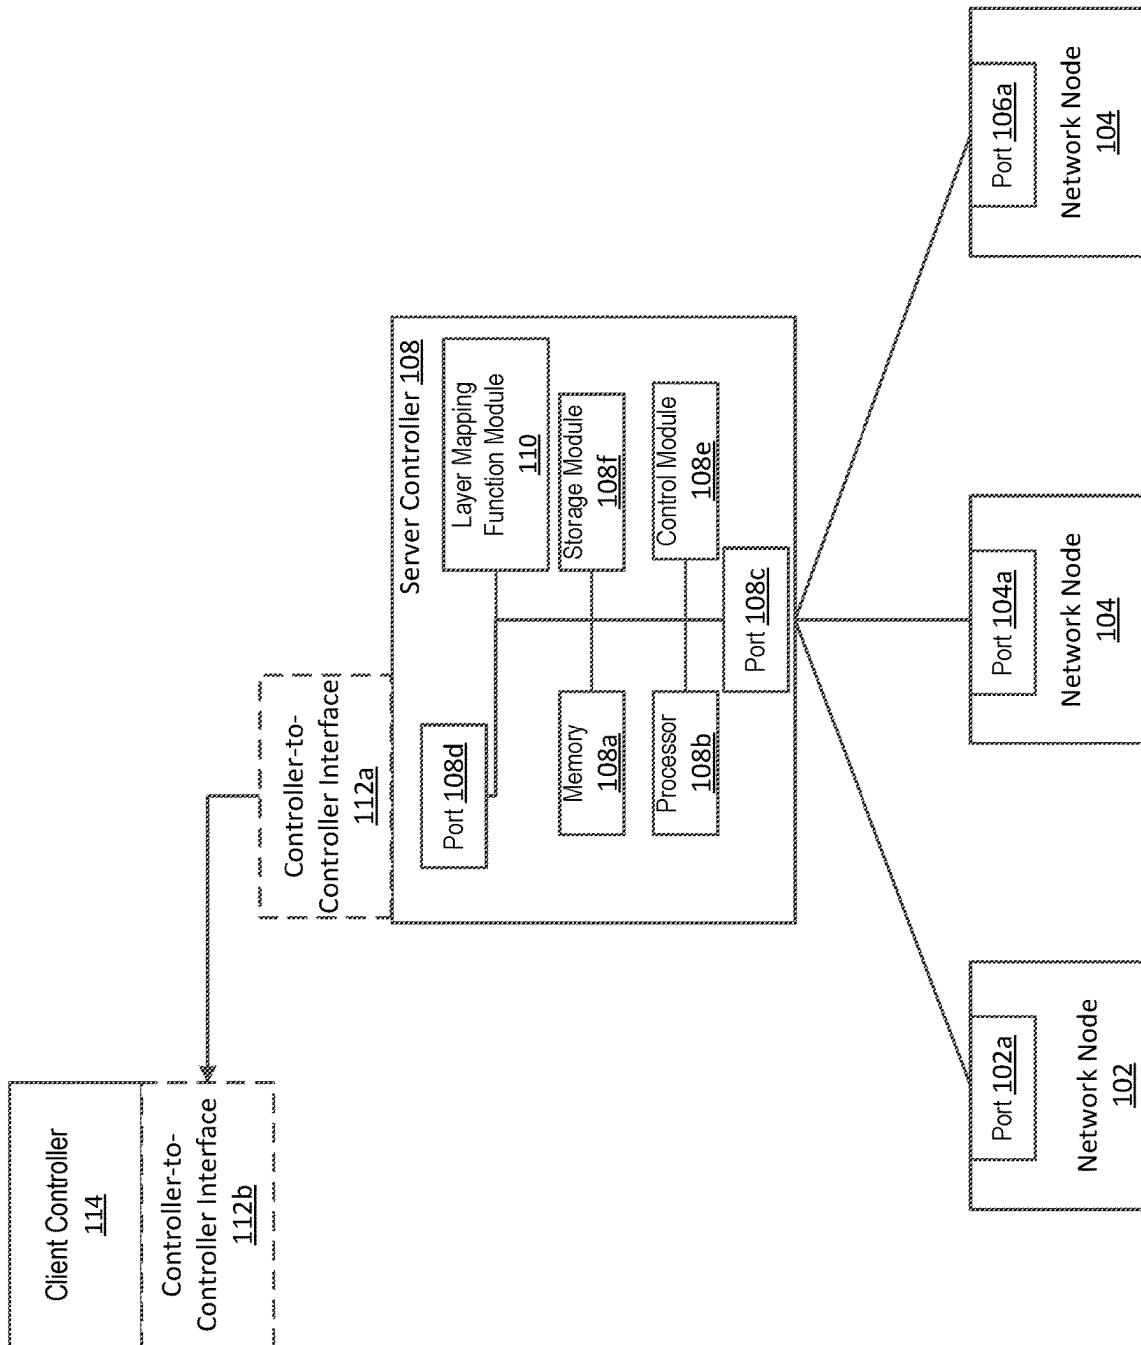 Client Controller
114
Controller-to-
Controller Interface
112b
Controller-to-
Controller Interface
112a
Server Controller 108
Port 108d
Layer Mapping
Function Module
110
Memory
108a
Storage Module
108f
Processor
108b
Control Module
108e
Port 108c
Port 102a
Network Node
102
Port 104a
Network Node
104
Port 106a
Network Node
104